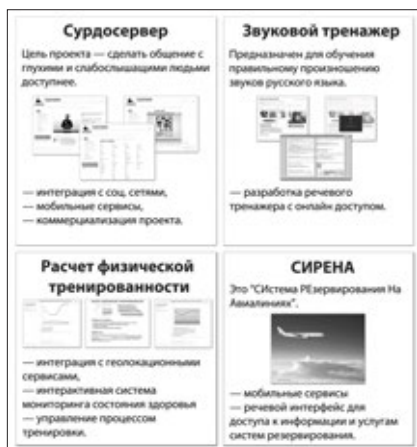 Сурдосервер
Цель проекта — сделать общение с
глухими и слабослышащими людьми
доступнее.
— интеграция с соц. сетями,
— мобильные сервисы,
— коммерциализация проекта.
Звуковой тренажер
Предназначен для обучения
правильному произношению
звуков русского языка.
— разработка речевого
тренажера с онлайн доступом.
Расчет физической
тренированности
— интеграция с геолокационными
сервисами,
— интерактивная система
мониторинга состояния здоровья
— управление процессом
тренировки.
СИРЕНА
Это "СИстема РЕзервирования На
Авиалиниях".
— мобильные сервисы
— речевой интерфейс для
доступа к информации и услугам
систем резервирования.